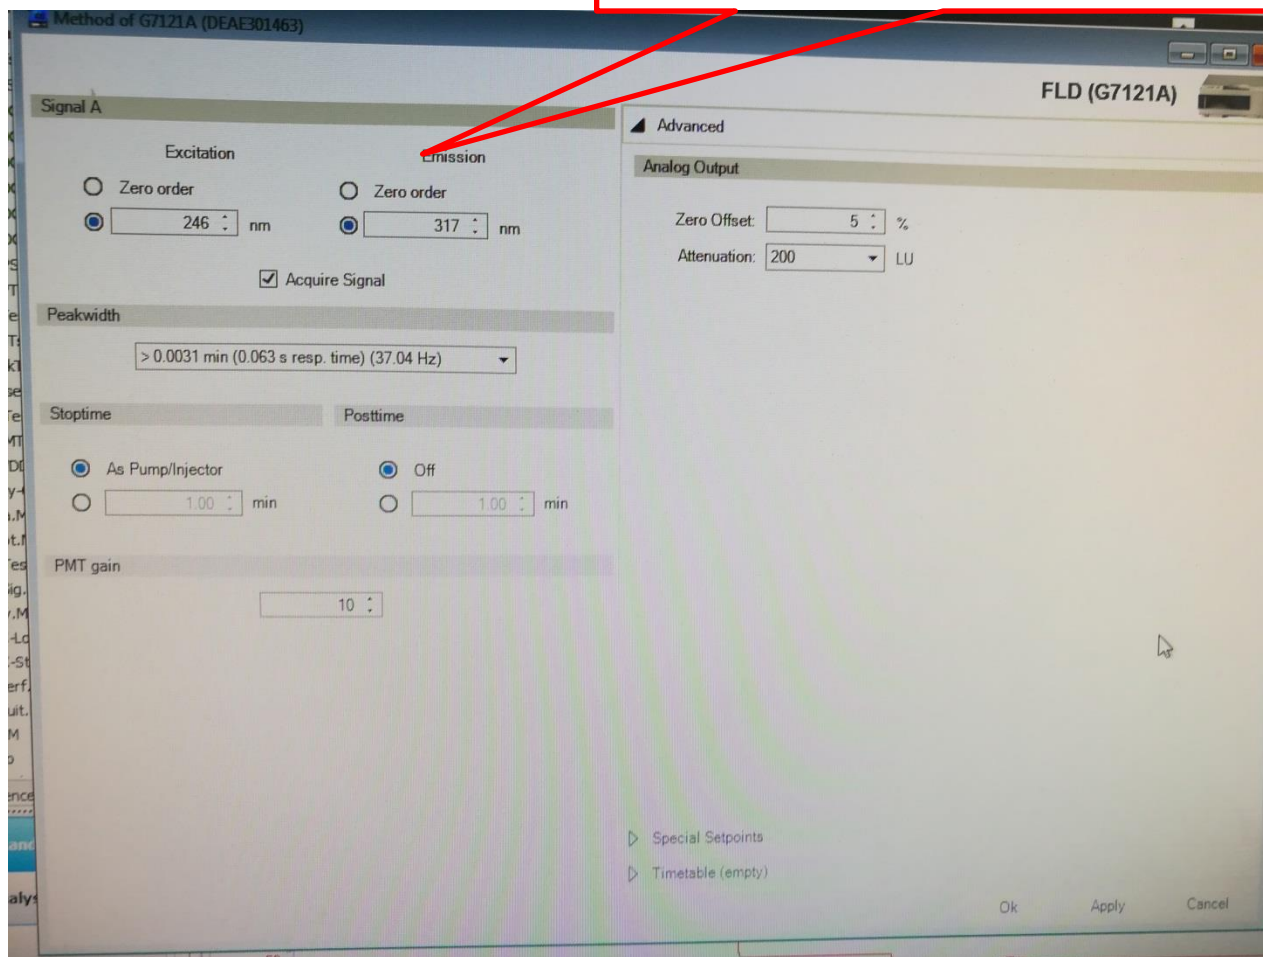 Method of G7121A (DEAE301463)
FLD (G7121A)
Signal A
Excitation
Emission
Zero order
Zero order
246 nm
317 nm
Acquire Signal
Peakwidth
> 0.0031 min (0.063 s resp. time) (37.04 Hz)
Stoptime
Posttime
As Pump/Injector
Off
1.00 min
1.00 min
PMT gain
10
Advanced
Analog Output
Zero Offset: 5 %
Attenuation: 200 LU
Special Setpoints
Timetable (empty)
Ok Apply Cancel